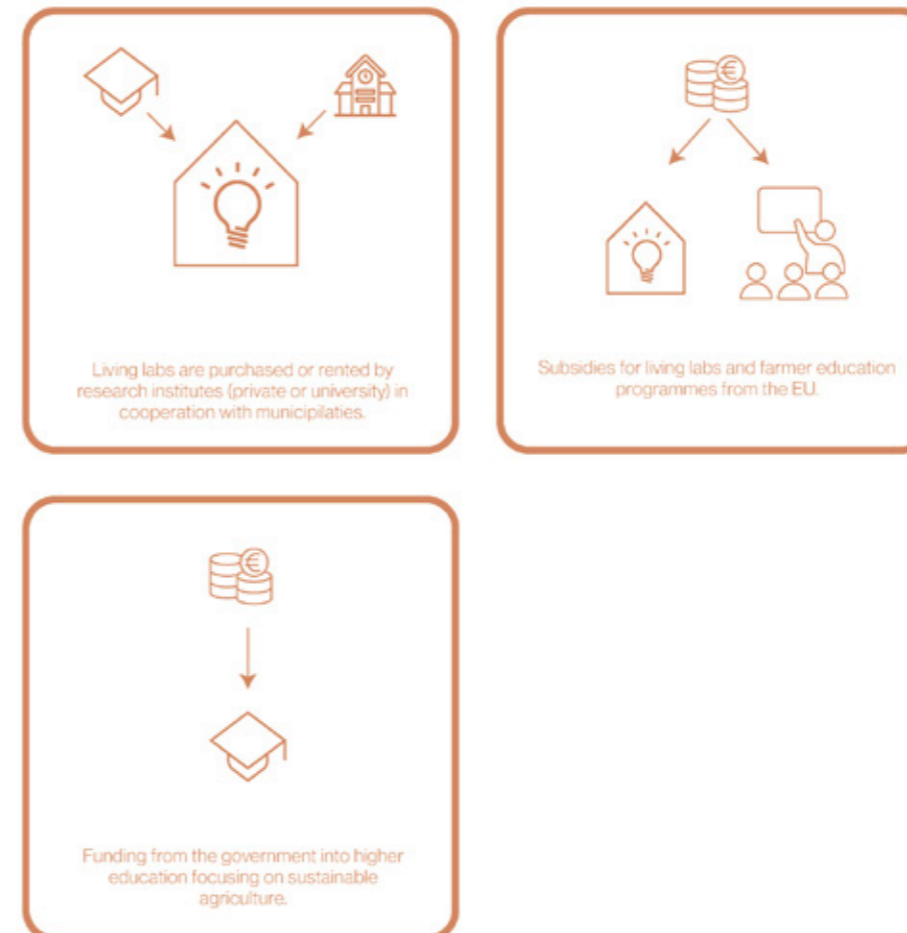 Living labs are purchased or rented by
research institutes (private or university) in
cooperation with municipilaties.
Subsidies for living labs and farmer education
programmes from the EU.
Funding from the government into higher
education focusing on sustainable
agriculture.